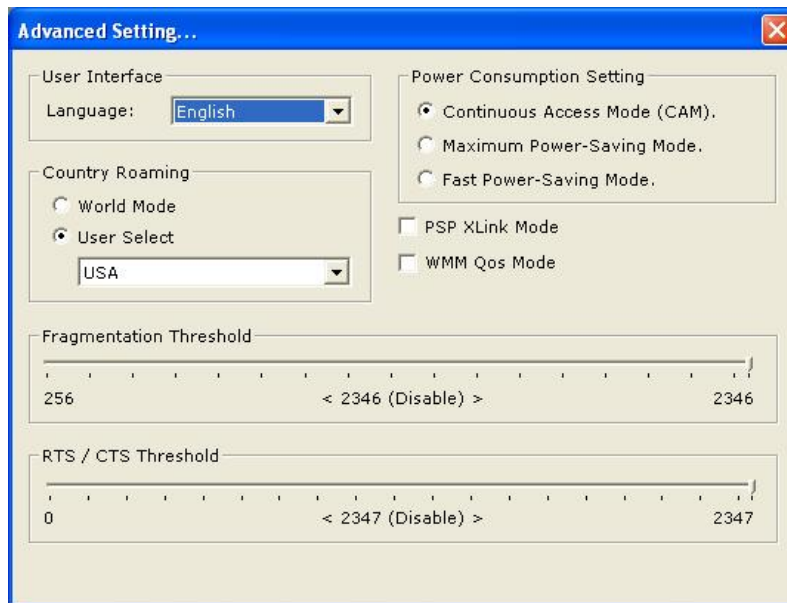 Advanced Setting...
User Interface
Language: English
Country Roaming
World Mode
User Select
USA
Power Consumption Setting
Continuous Access Mode (CAM).
Maximum Power-Saving Mode.
Fast Power-Saving Mode.
PSP XLink Mode
WMM Qos Mode
Fragmentation Threshold
256 < 2346 (Disable) > 2346
RTS / CTS Threshold
0 < 2347 (Disable) > 2347